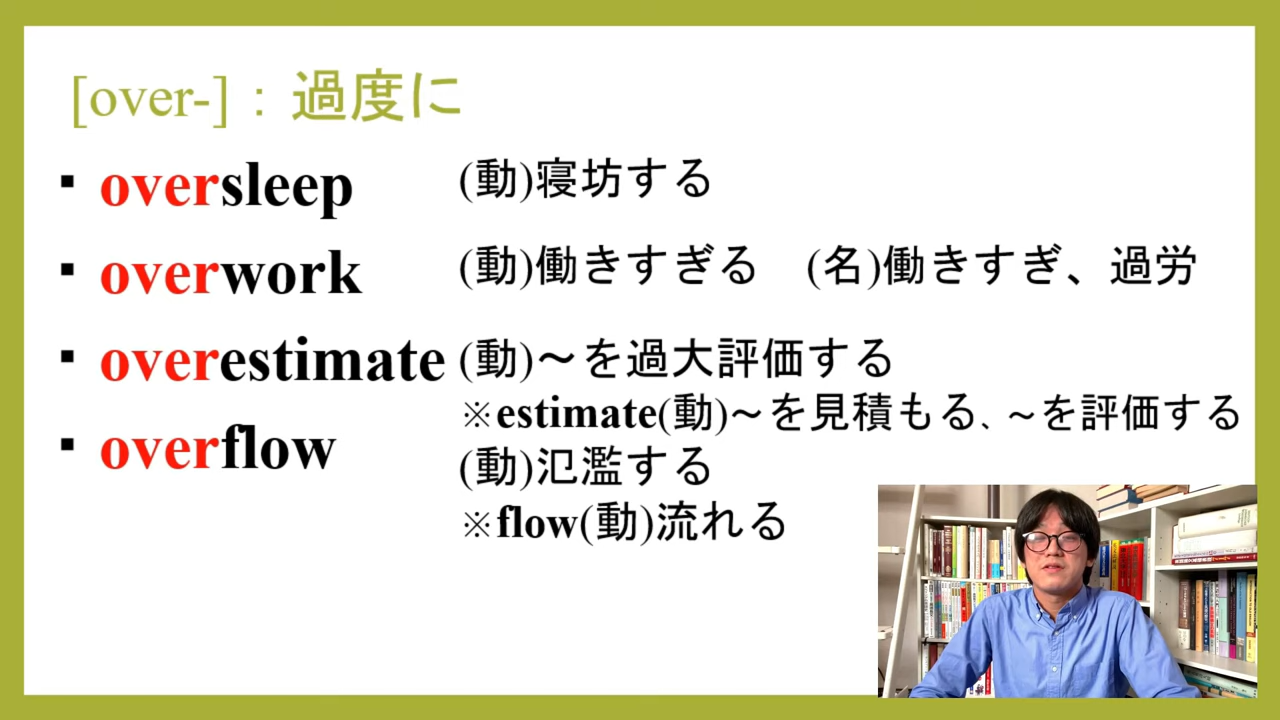 [over-]：過度に
▪ oversleep (動)寝坊する
▪ overwork (動)働きすぎる　(名)働きすぎ、過労
▪ overestimate (動)～を過大評価する
※estimate(動)～を見積もる、～を評価する
▪ overflow (動)氾濫する
※flow(動)流れる